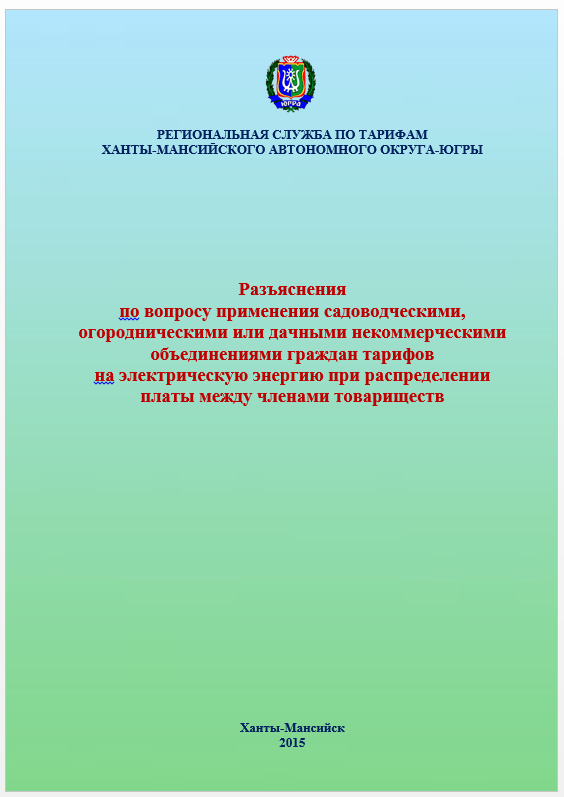 ЮГРА
РЕГИОНАЛЬНАЯ СЛУЖБА ПО ТАРИФАМ
ХАНТЫ-МАНСИЙСКОГО АВТОНОМНОГО ОКРУГА-ЮГРЫ
Разъяснения
по вопросу применения садоводческими,
огородническими или дачными некоммерческими
объединениями граждан тарифов
на электрическую энергию при распределении
платы между членами товариществ
Ханты-Мансийск
2015